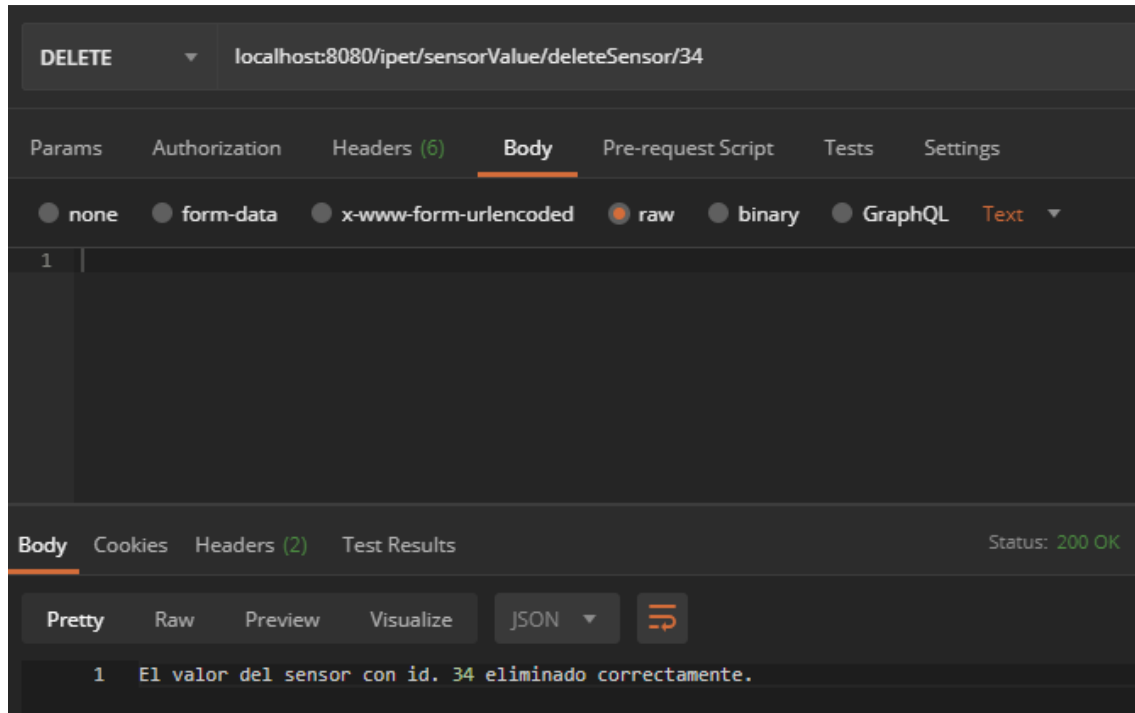 DELETE localhost:8080/ipet/sensorValue/deleteSensor/34
Params Authorization Headers (6) Body Pre-request Script Tests Settings
none form-data x-www-form-urlencoded raw binary GraphQL Text
1
Body Cookies Headers (2) Test Results Status: 200 OK
Pretty Raw Preview Visualize JSON
1 El valor del sensor con id. 34 eliminado correctamente.